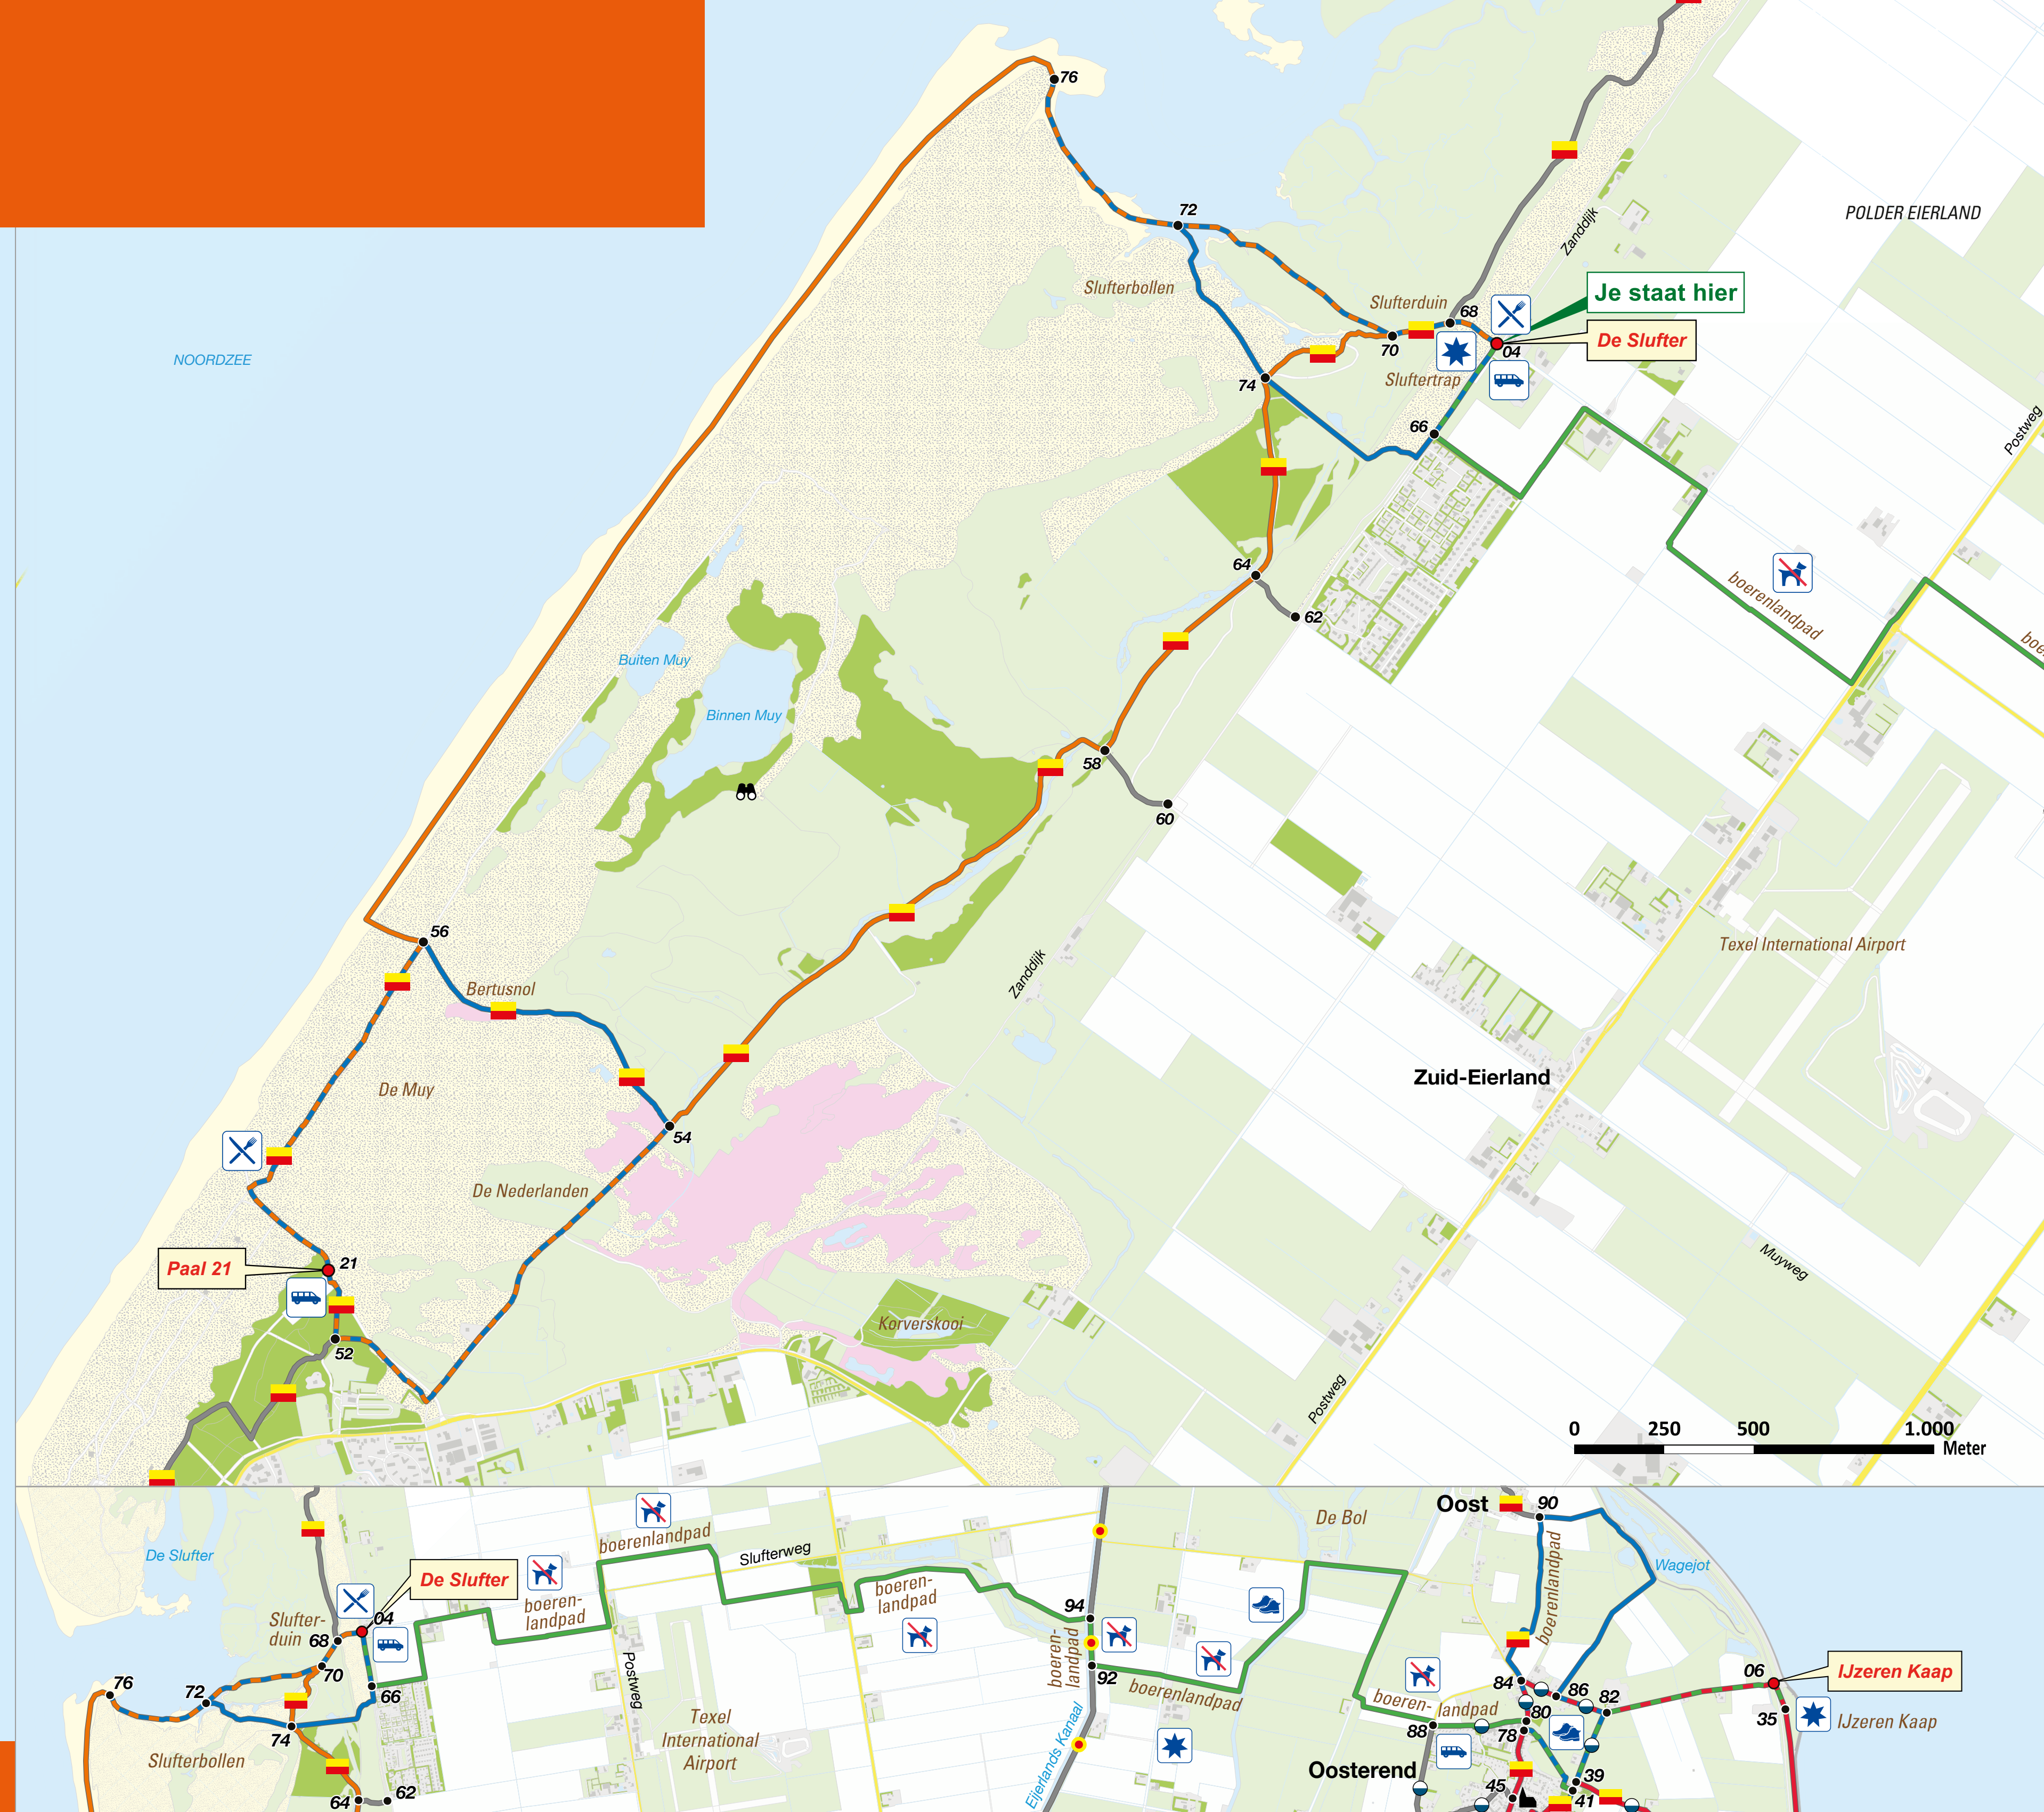 76
72
POLDER EIERLAND
Zanddijk
Slufterbollen
Je staat hier
Slufterduin
68
De Slufter
NOORDZEE
70
04
Sluftertrap
74
66
Postweg
64
boerenlandpad
62
boe
Buiten Muy
Binnen Muy
58
60
56
Texel International Airport
Zanddijk
Bertusnol
Zuid-Eierland
De Muy
54
De Nederlanden
Muyweg
21
Paal 21
Korverskooi
52
Postweg
0 250 500 1.000
Meter
Oost
90
De Bol
boerenlandpad
Slufterweg
De Slufter
Wagejot
boerenlandpad
De Slufter
boeren-
landpad
boeren-
landpad
04
94
Slufter-
duin
68
boeren-
landpad
70
Postweg
92
boerenlandpad
06
IJzeren Kaap
76
72
66
84
86
82
boeren-
landpad
80
35
IJzeren Kaap
Texel
International
Airport
88
78
74
Eijerlands Kanaal
Slufterbollen
Oosterend
39
45
62
64
41